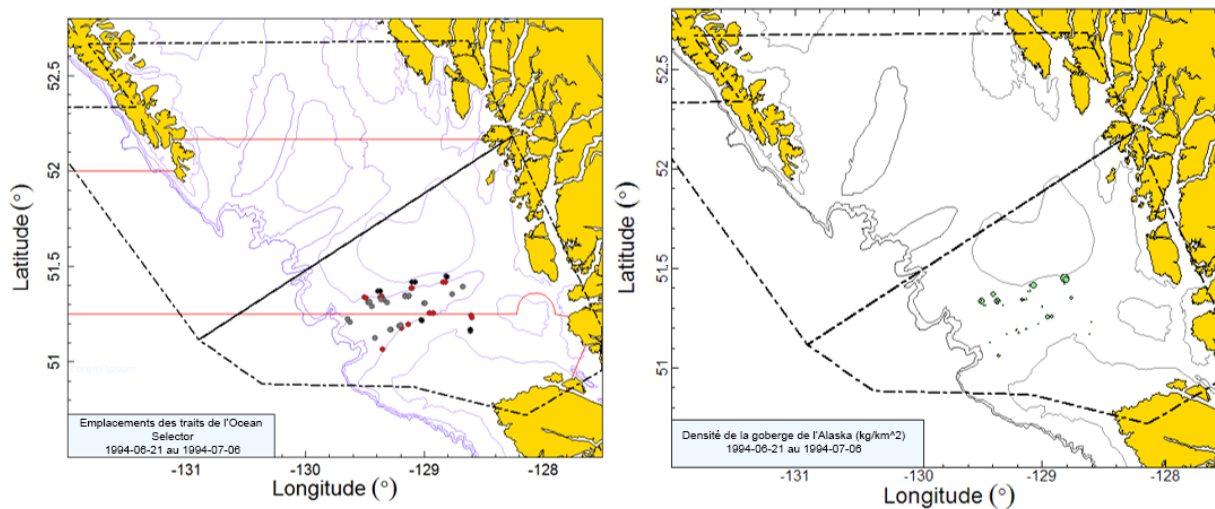 52.5
52
51.5
51
Latitude (°)
Emplacements des traits de l'Ocean
Selector
1994-06-21 au 1994-07-06
-131
-130
-129
-128
Longitude (°)
52.5
52
51.5
51
Latitude (°)
Densité de la goberge de l'Alaska (kg/km^2)
1994-06-21 au 1994-07-06
-131
-130
-129
-128
Longitude (°)